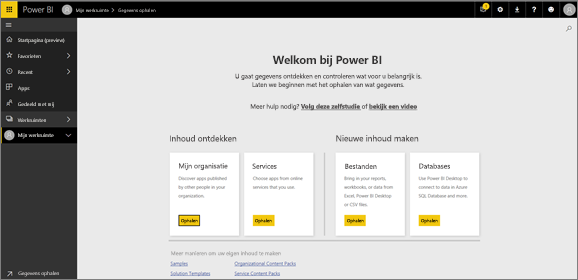 Power BI
Mijn werkruimte > Gegevens ophalen
Startpagina (preview)
Favorieten
Recent
Apps
Gedeeld met mij
Werkruimten
Mijn werkruimte
Gegevens ophalen
Welkom bij Power BI
U gaat gegevens ontdekken en controleren wat voor u belangrijk is.
Laten we beginnen met het ophalen van wat gegevens.
Meer hulp nodig? Volg deze zelfstudie of bekijk een video
Inhoud ontdekken
Mijn organisatie
Discover apps published
by other people in your
organization.
Ophalen
Services
Choose apps from online
services that you use.
Ophalen
Nieuwe inhoud maken
Bestanden
Bring in your reports,
workbooks, or data from
Excel, Power BI Desktop
or CSV files.
Ophalen
Databases
Use Power BI Desktop to
connect to data in Azure
SQL Database and more.
Ophalen
Meer manieren om uw eigen inhoud te maken
Samples
Organizational Content Packs
Solution Templates
Service Content Packs